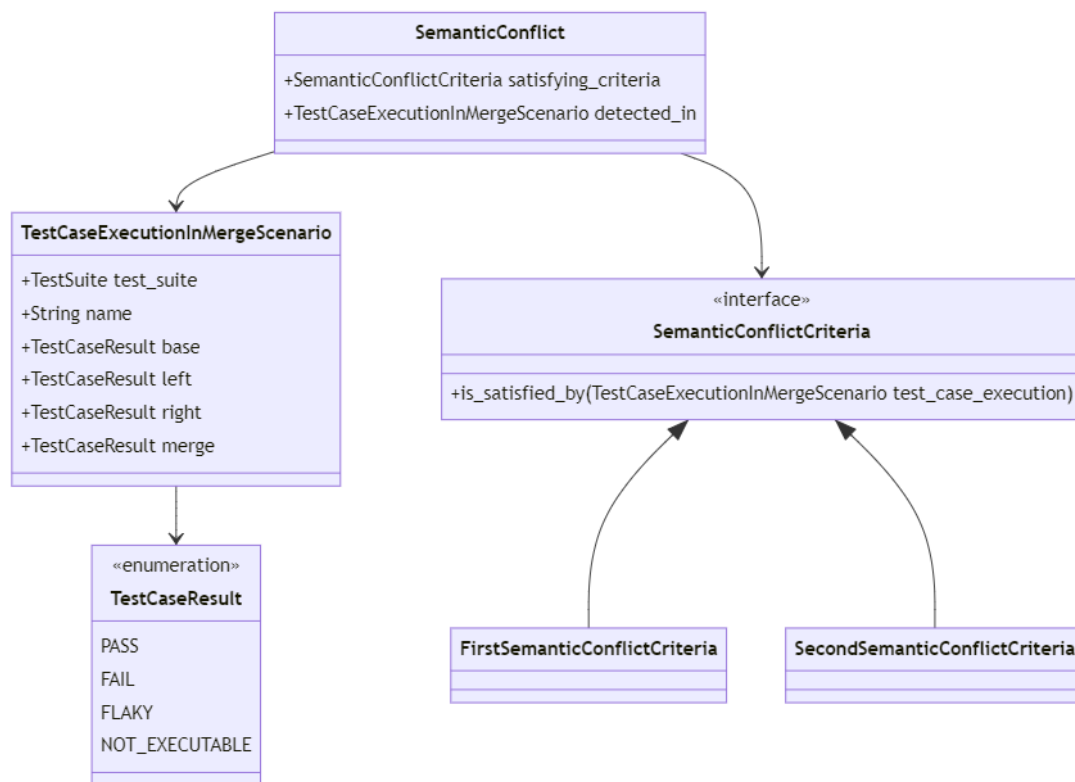 SemanticConflict
+SemanticConflictCriteria satisfying_criteria
+TestCaseExecutionInMergeScenario detected_in
TestCaseExecutionInMergeScenario
+TestSuite test_suite
+String name
+TestCaseResult base
+TestCaseResult left
+TestCaseResult right
+TestCaseResult merge
«interface»
SemanticConflictCriteria
+is_satisfied_by(TestCaseExecutionInMergeScenario test_case_execution)
«enumeration»
TestCaseResult
PASS
FAIL
FLAKY
NOT_EXECUTABLE
FirstSemanticConflictCriteria
SecondSemanticConflictCriteria